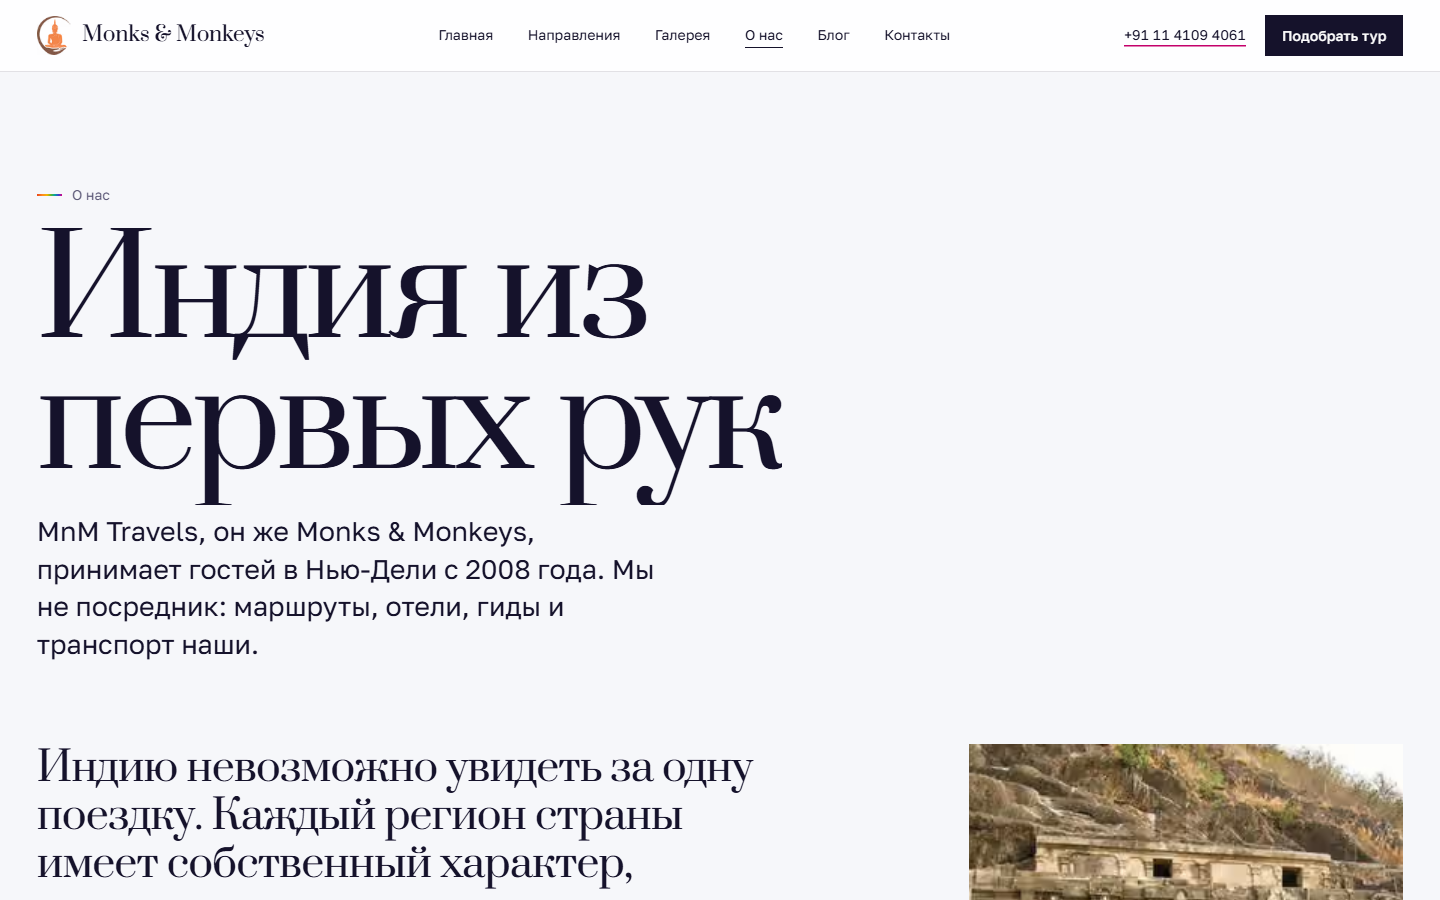 Monks & Monkeys
Главная
Направления
Галерея
О нас
Блог
Контакты
+91 11 4109 4061
Подобрать тур
О нас
Индия из
первых рук
MnM Travels, он же Monks & Monkeys,
принимает гостей в Нью-Дели с 2008 года. Мы
не посредник: маршруты, отели, гиды и
транспорт наши.
Индию невозможно увидеть за одну
поездку. Каждый регион страны
имеет собственный характер,